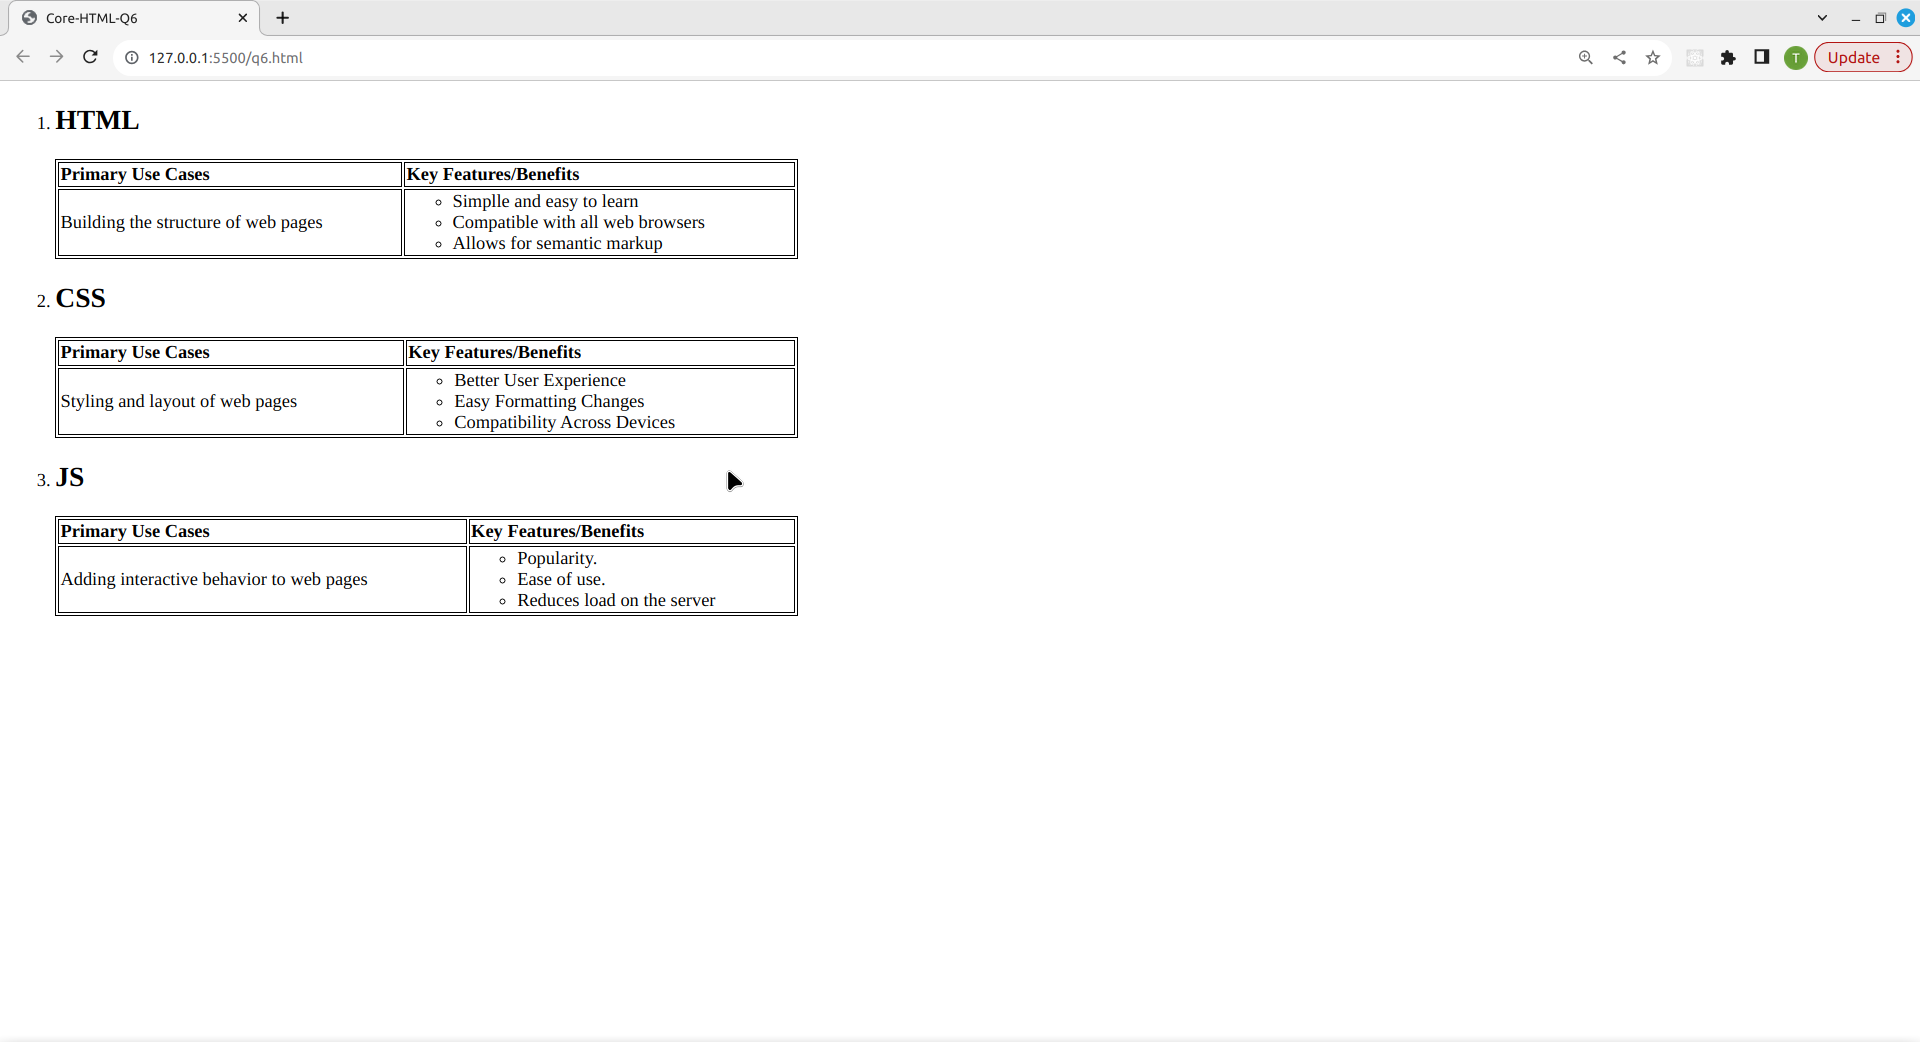 Core-HTML-Q6
127.0.0.1:5500/q6.html
T
Update
1. HTML
Primary Use Cases Key Features/Benefits
Building the structure of web pages
Simplle and easy to learn
Compatible with all web browsers
Allows for semantic markup
2. CSS
Primary Use Cases Key Features/Benefits
Styling and layout of web pages
Better User Experience
Easy Formatting Changes
Compatibility Across Devices
3. JS
Primary Use Cases Key Features/Benefits
Adding interactive behavior to web pages
Popularity.
Ease of use.
Reduces load on the server